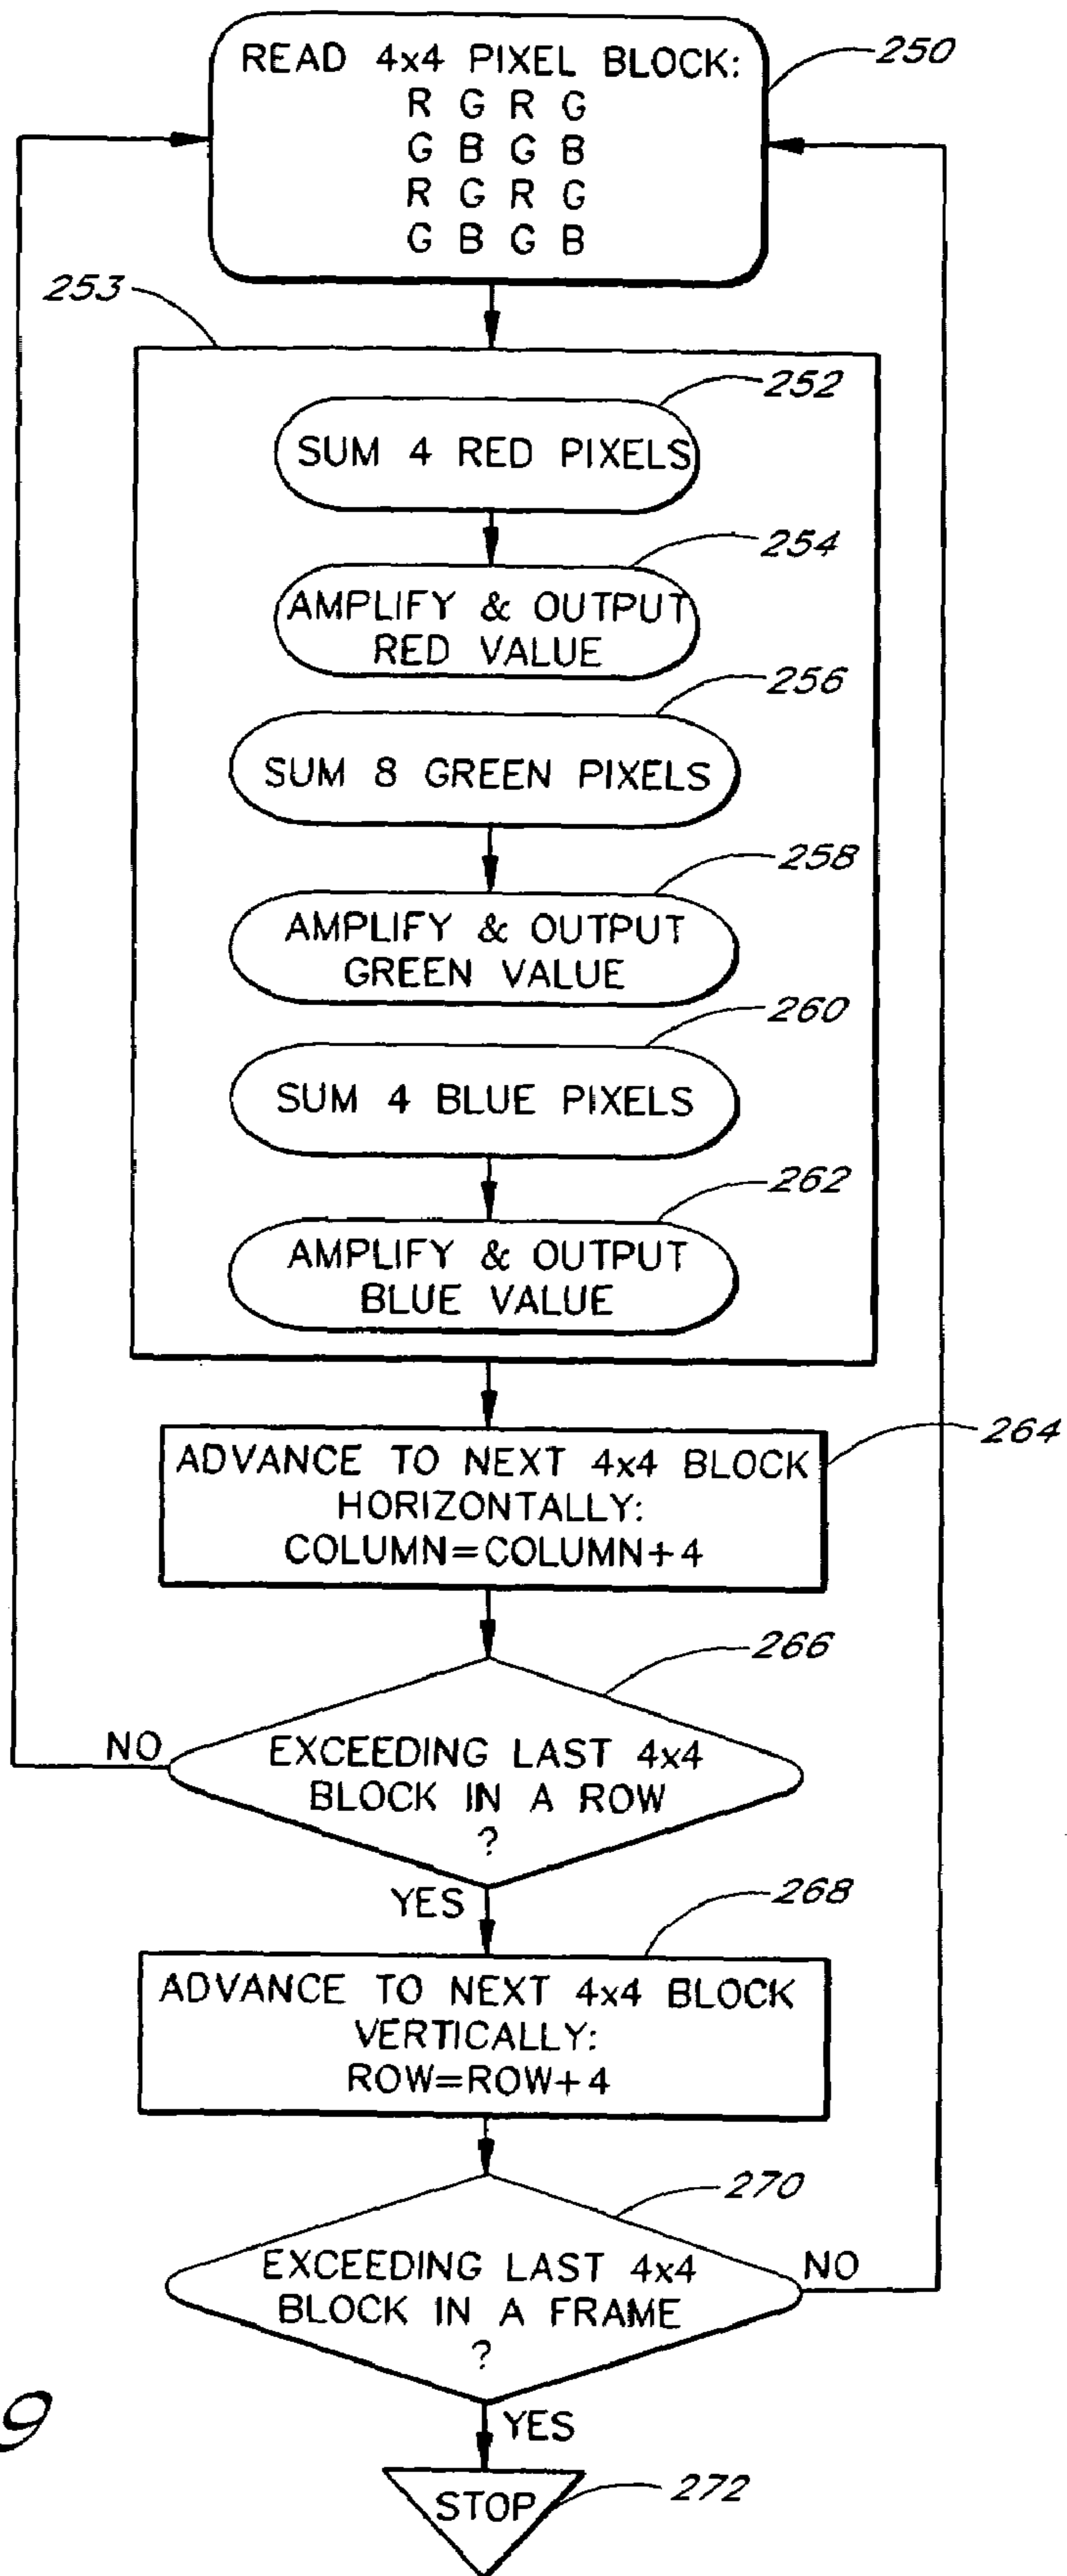 READ 4x4 PIXEL BLOCK:
R G R G
G B G B
R G R G
G B G B
250
253
252
SUM 4 RED PIXELS
254
AMPLIFY & OUTPUT
RED VALUE
256
SUM 8 GREEN PIXELS
258
AMPLIFY & OUTPUT
GREEN VALUE
260
SUM 4 BLUE PIXELS
262
AMPLIFY & OUTPUT
BLUE VALUE
264
ADVANCE TO NEXT 4x4 BLOCK
HORIZONTALLY:
COLUMN=COLUMN+4
266
NO
EXCEEDING LAST 4x4
BLOCK IN A ROW
?
YES
268
ADVANCE TO NEXT 4x4 BLOCK
VERTICALLY:
ROW=ROW+4
270
NO
EXCEEDING LAST 4x4
BLOCK IN A FRAME
?
YES
9
STOP
272